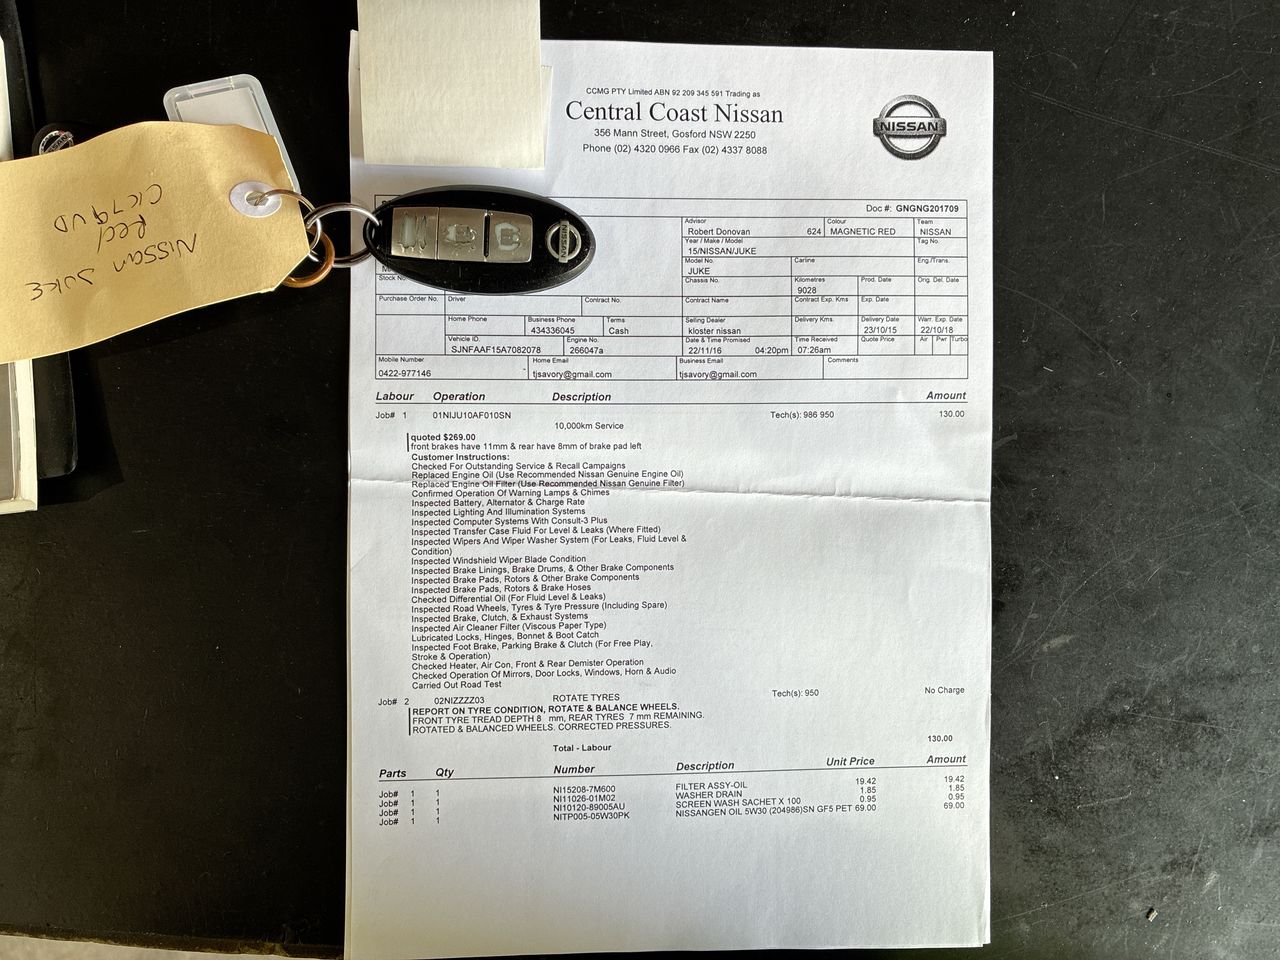 CCMG PTY Limited ABN 92 209 345 591 Trading as
Central Coast Nissan
356 Mann Street, Gosford NSW 2250
Phone (02) 4320 0966 Fax (02) 4337 8088
NISSAN
NISSAN JUKE
Red
CK79UD
NISSAN
Doc #: GNGNG201709
Advisor Colour Team
Robert Donovan 624 MAGNETIC RED NISSAN
Year / Make / Model Tag No.
15/NISSAN/JUKE
Model No. Carline Eng./Trans.
JUKE
Stock No. Chassis No. Kilometres Prod. Date Orig. Del. Date
9028
Purchase Order No. Driver Contract No. Contract Name Contract Exp. Kms Exp. Date
Home Phone Business Phone Terms Selling Dealer Delivery Kms. Delivery Date Warr. Exp. Date
434336045 Cash kloster nissan 23/10/15 22/10/18
Vehicle ID. Engine No. Date & Time Promised Time Received Quote Price Air Pwr Turbo
SJNFAAF15A7082078 266047a 22/11/16 04:20pm 07:26am
Mobile Number Home Email Business Email Comments
0422-977146 tjsavory@gmail.com tjsavory@gmail.com
Labour Operation Description Amount
Job# 1 01NIJU10AF010SN Tech(s): 986 950 130.00
10,000km Service
quoted $269.00
front brakes have 11mm & rear have 8mm of brake pad left
Customer Instructions:
Checked For Outstanding Service & Recall Campaigns
Replaced Engine Oil (Use Recommended Nissan Genuine Engine Oil)
Replaced Engine Oil Filter (Use Recommended Nissan Genuine Filter)
Confirmed Operation Of Warning Lamps & Chimes
Inspected Battery, Alternator & Charge Rate
Inspected Lighting And Illumination Systems
Inspected Computer Systems With Consult-3 Plus
Inspected Transfer Case Fluid For Level & Leaks (Where Fitted)
Inspected Wipers And Wiper Washer System (For Leaks, Fluid Level &
Condition)
Inspected Windshield Wiper Blade Condition
Inspected Brake Linings, Brake Drums, & Other Brake Components
Inspected Brake Pads, Rotors & Other Brake Components
Inspected Brake Pads, Rotors & Brake Hoses
Checked Differential Oil (For Fluid Level & Leaks)
Inspected Road Wheels, Tyres & Tyre Pressure (Including Spare)
Inspected Brake, Clutch, & Exhaust Systems
Inspected Air Cleaner Filter (Viscous Paper Type)
Lubricated Locks, Hinges, Bonnet & Boot Catch
Inspected Foot Brake, Parking Brake & Clutch (For Free Play,
Stroke & Operation)
Checked Heater, Air Con, Front & Rear Demister Operation
Checked Operation Of Mirrors, Door Locks, Windows, Horn & Audio
Carried Out Road Test
Job# 2 02NIZZZZ03 ROTATE TYRES Tech(s): 950 No Charge
REPORT ON TYRE CONDITION, ROTATE & BALANCE WHEELS.
FRONT TYRE TREAD DEPTH 8 mm, REAR TYRES 7 mm REMAINING.
ROTATED & BALANCED WHEELS. CORRECTED PRESSURES.
Total - Labour 130.00
Parts Qty Number Description Unit Price Amount
Job# 1 1 NI15208-7M600 FILTER ASSY-OIL 19.42 19.42
Job# 1 1 NI11026-01M02 WASHER DRAIN 1.85 1.85
Job# 1 1 NI10120-89005AU SCREEN WASH SACHET X 100 0.95 0.95
Job# 1 1 NITP005-05W30PK NISSANGEN OIL 5W30 (204986)SN GF5 PET 69.00 69.00